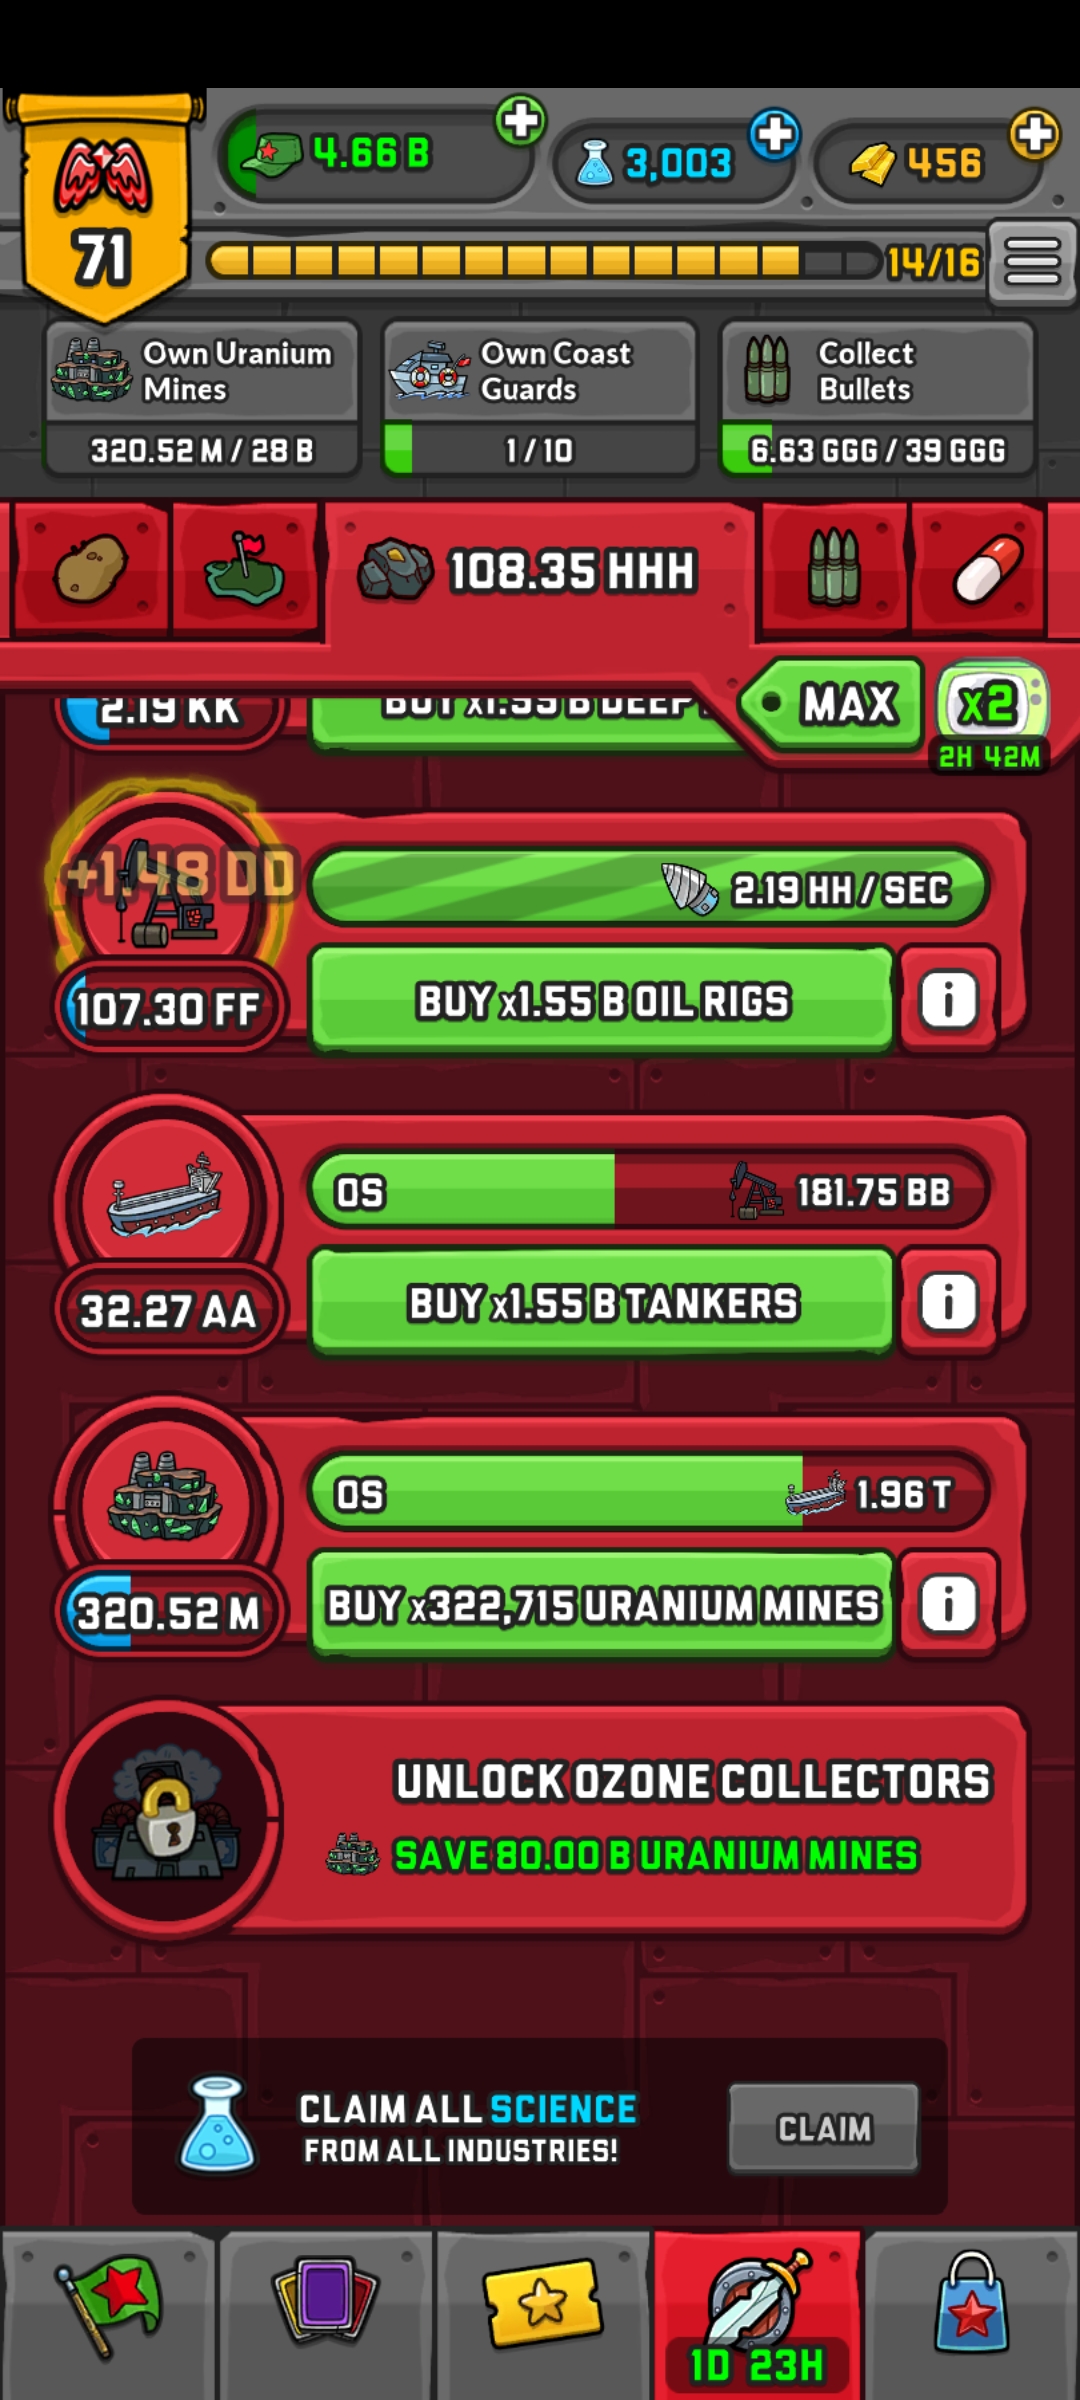 4.66 B
3,003
456
71
14/16
Own Uranium
Mines
320.52 M / 28 B
Own Coast
Guards
1 / 10
Collect
Bullets
6.63 GGG / 39 GGG
108.35 HHH
MAX
x2
2H 42M
2.19 KK
BUY x1.55 B DEEP
+1.48 DD
2.19 HH / SEC
107.30 FF
BUY x1.55 B OIL RIGS
0S
181.75 BB
32.27 AA
BUY x1.55 B TANKERS
0S
1.96 T
320.52 M
BUY x322,715 URANIUM MINES
UNLOCK OZONE COLLECTORS
SAVE 80.00 B URANIUM MINES
CLAIM ALL SCIENCE
FROM ALL INDUSTRIES!
CLAIM
1D 23H